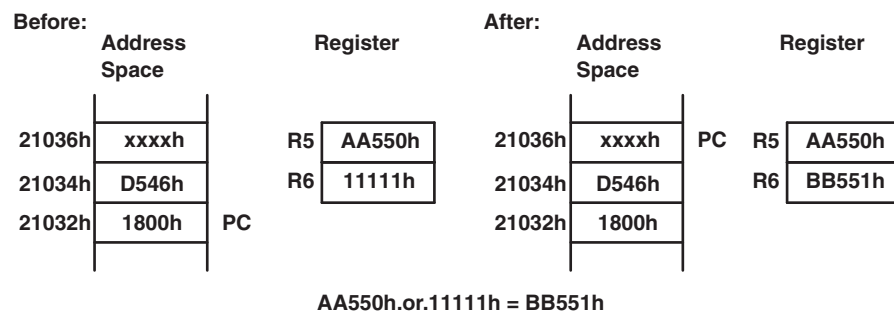 Before:
Address Space
Register
21036h xxxxh
21034h D546h
21032h 1800h PC
R5 AA550h
R6 11111h
After:
Address Space
Register
21036h xxxxh PC
21034h D546h
21032h 1800h
R5 AA550h
R6 BB551h
AA550h.or.11111h = BB551h